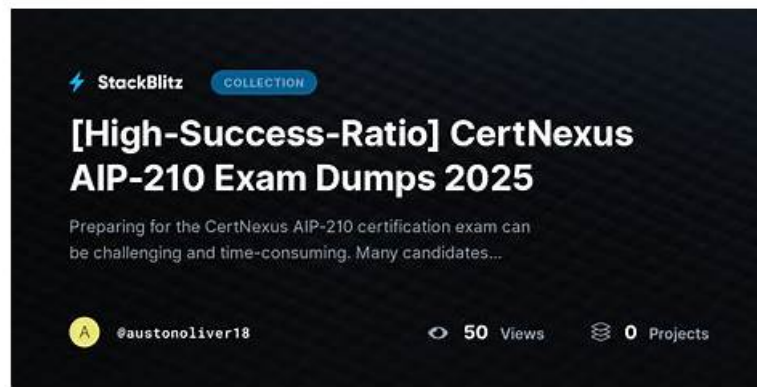 StackBlitz COLLECTION
[High-Success-Ratio] CertNexus
AIP-210 Exam Dumps 2025
Preparing for the CertNexus AIP-210 certification exam can
be challenging and time-consuming. Many candidates...
A @austonoliver18 50 Views 0 Projects